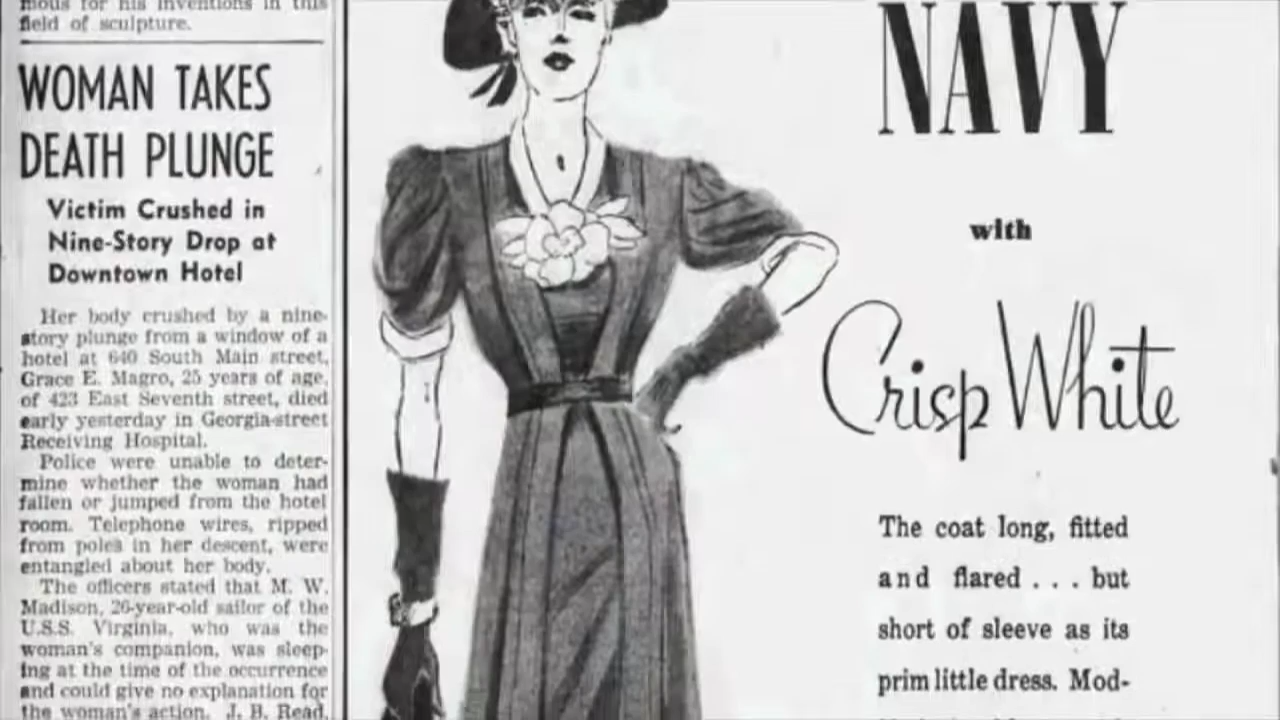 mous for his inventions in this
field of sculpture.
WOMAN TAKES
DEATH PLUNGE
Victim Crushed in
Nine-Story Drop at
Downtown Hotel
Her body crushed by a nine-
story plunge from a window of a
hotel at 640 South Main street,
Grace E. Magro, 25 years of age,
of 423 East Seventh street, died
early yesterday in Georgia-street
Receiving Hospital.
Police were unable to deter-
mine whether the woman had
fallen or jumped from the hotel
room. Telephone wires, ripped
from poles in her descent, were
entangled about her body.
The officers stated that M. W.
Madison, 26-year-old sailor of the
U.S.S. Virginia, who was the
woman's companion, was sleep-
ing at the time of the occurrence
and could give no explanation for
the woman's action. J. B. Read,
NAVY
with
Crisp White
The coat long, fitted
and flared . . . but
short of sleeve as its
prim little dress. Mod-